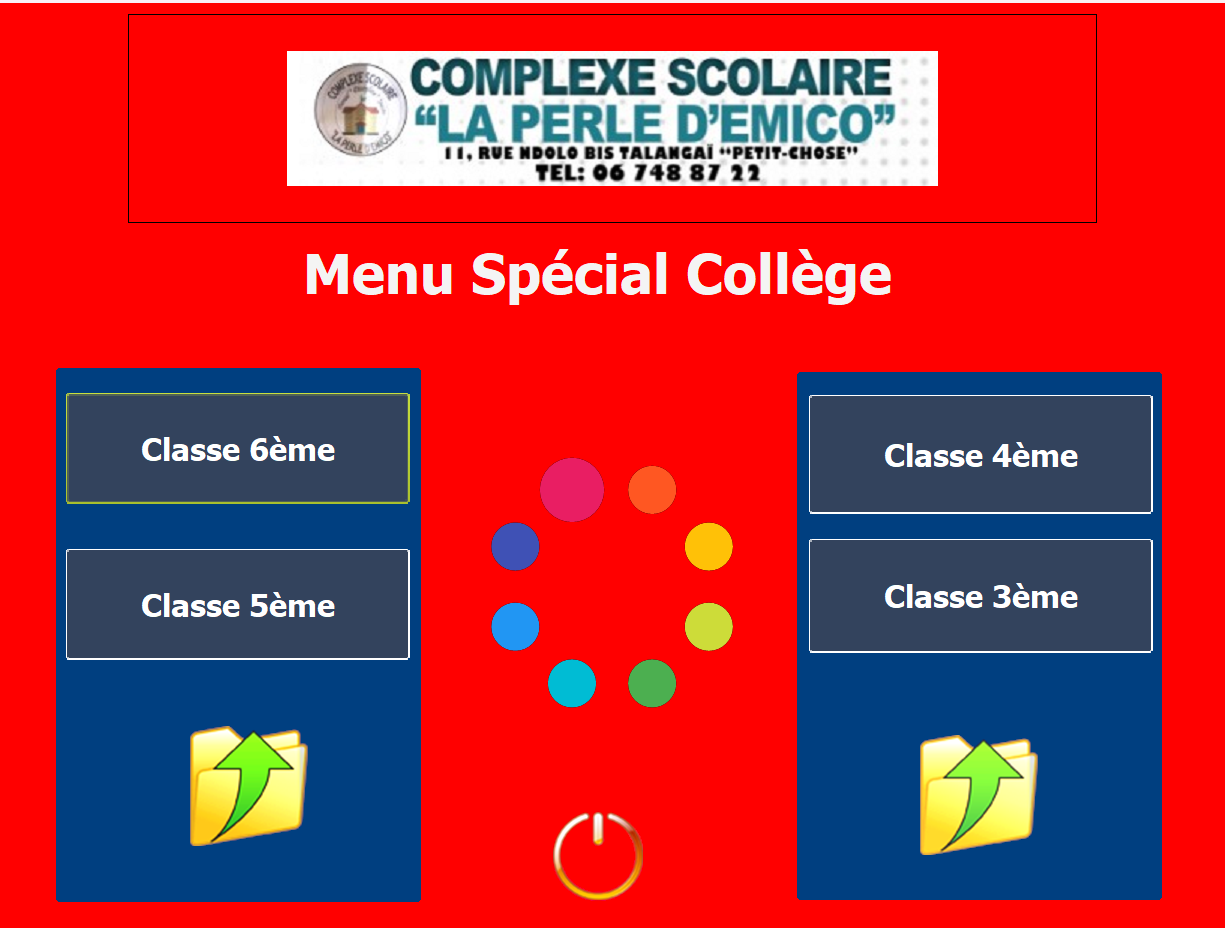 COMPLEXE SCOLAIRE
LA PERLE D'EMICO
COMPLEXE SCOLAIRE
“LA PERLE D’EMICO”
11, RUE NDOLO BIS TALANGAÏ “PETIT-CHOSE”
TEL: 06 748 87 22
Menu Spécial Collège
Classe 6ème
Classe 5ème
Classe 4ème
Classe 3ème